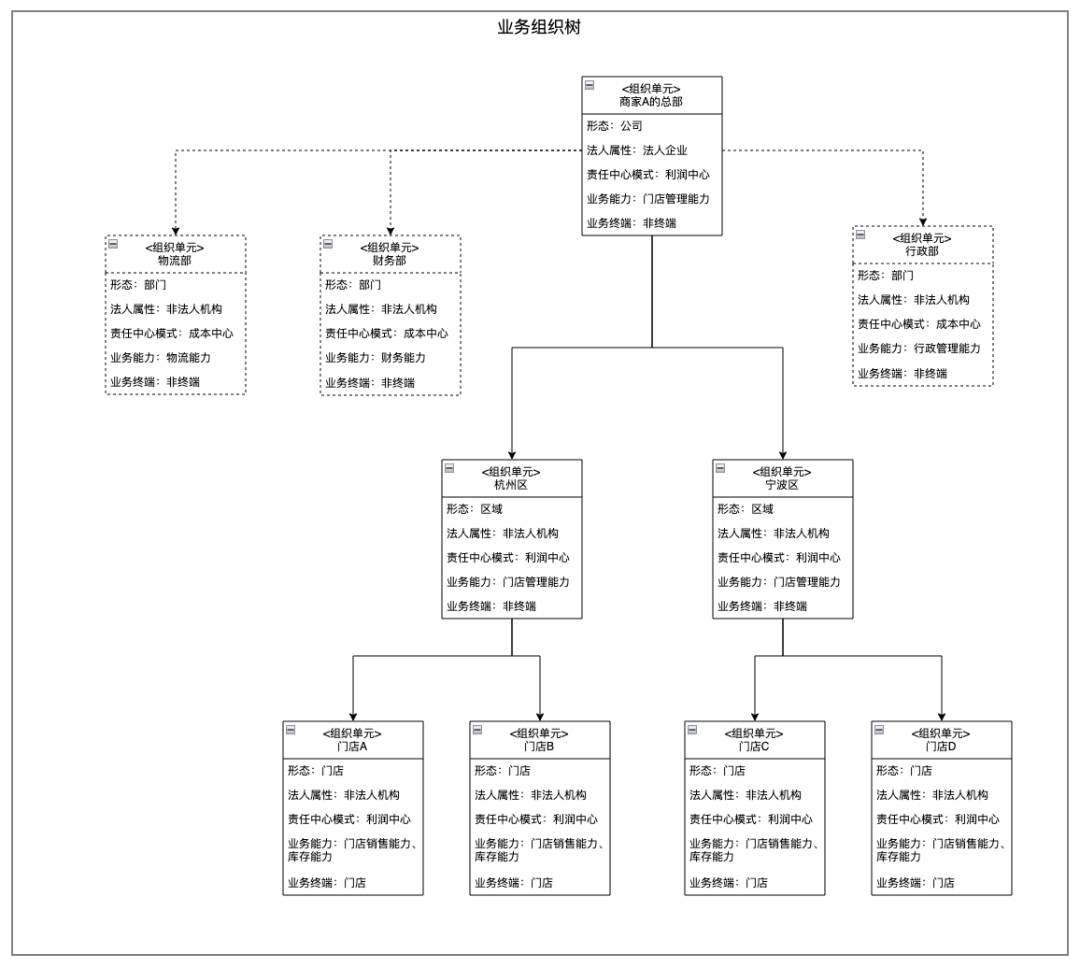 业务组织树
<组织单元>
商家A的总部
形态：公司
法人属性：法人企业
责任中心模式：利润中心
业务能力：门店管理能力
业务终端：非终端
<组织单元>
物流部
形态：部门
法人属性：非法人机构
责任中心模式：成本中心
业务能力：物流能力
业务终端：非终端
<组织单元>
财务部
形态：部门
法人属性：非法人机构
责任中心模式：成本中心
业务能力：财务能力
业务终端：非终端
<组织单元>
行政部
形态：部门
法人属性：非法人机构
责任中心模式：成本中心
业务能力：行政管理能力
业务终端：非终端
<组织单元>
杭州区
形态：区域
法人属性：非法人机构
责任中心模式：利润中心
业务能力：门店管理能力
业务终端：非终端
<组织单元>
宁波区
形态：区域
法人属性：非法人机构
责任中心模式：利润中心
业务能力：门店管理能力
业务终端：非终端
<组织单元>
门店A
形态：门店
法人属性：非法人机构
责任中心模式：利润中心
业务能力：门店销售能力、
库存能力
业务终端：门店
<组织单元>
门店B
形态：门店
法人属性：非法人机构
责任中心模式：利润中心
业务能力：门店销售能力、
库存能力
业务终端：门店
<组织单元>
门店C
形态：门店
法人属性：非法人机构
责任中心模式：利润中心
业务能力：门店销售能力、
库存能力
业务终端：门店
<组织单元>
门店D
形态：门店
法人属性：非法人机构
责任中心模式：利润中心
业务能力：门店销售能力、
库存能力
业务终端：门店